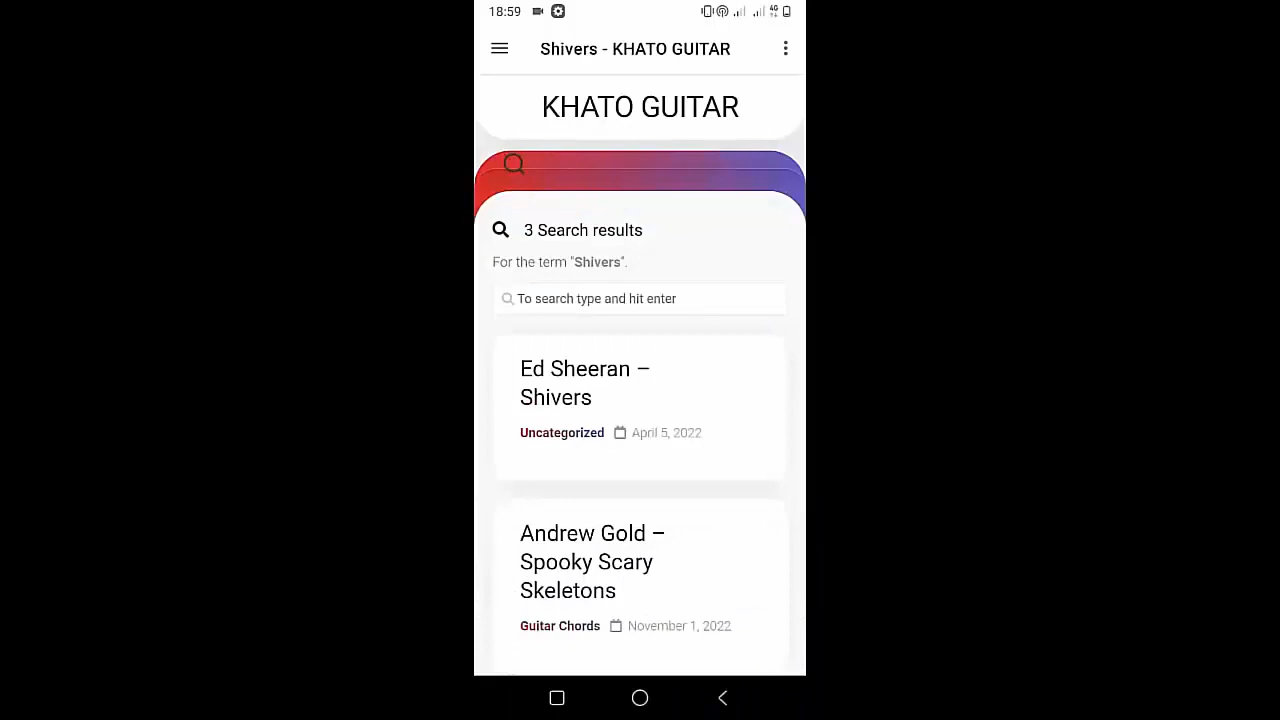 18:59
4G
Shivers - KHATO GUITAR
KHATO GUITAR
3 Search results
For the term "Shivers".
To search type and hit enter
Ed Sheeran –
Shivers
Uncategorized April 5, 2022
Andrew Gold –
Spooky Scary
Skeletons
Guitar Chords November 1, 2022